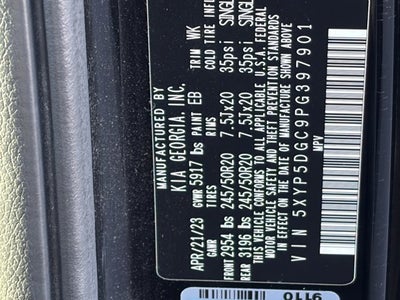 MANUFACTURED BY
KIA GEORGIA, INC.
APR/21/23 GVWR 5917 lbs PAINT EB TRIM WK
TIRES RIMS COLD TIRE INFL
FRONT 2954 lbs 245/50R20 7.5Jx20 35psi SINGL
REAR 3196 lbs 245/50R20 7.5Jx20 35psi SINGL
THIS VEHICLE CONFORMS TO ALL APPLICABLE U.S.A. FEDERAL
MOTOR VEHICLE SAFETY AND THEFT PREVENTION STANDARDS
IN EFFECT ON THE DATE OF MANUFACTURE SHOWN ABOVE.
VIN 5XYP5DGC9PG397901
MPV